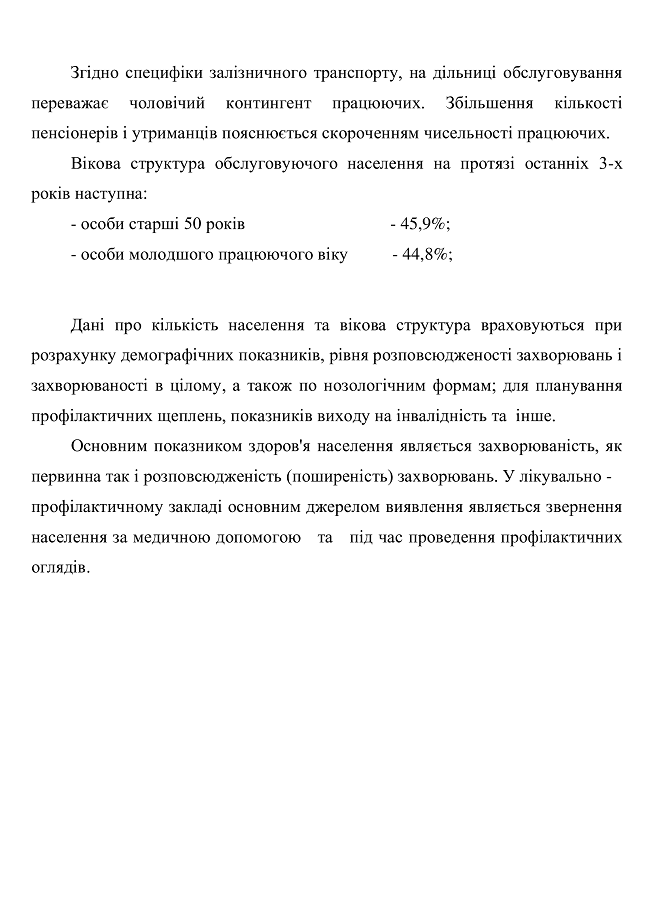 Згідно специфіки залізничного транспорту, на дільниці обслуговування
переважає чоловічий контингент працюючих. Збільшення кількості
пенсіонерів і утриманців пояснюється скороченням чисельності працюючих.
Вікова структура обслуговуючого населення на протязі останніх 3-х
років наступна:
- особи старші 50 років - 45,9%;
- особи молодшого працюючого віку - 44,8%;
Дані про кількість населення та вікова структура враховуються при
розрахунку демографічних показників, рівня розповсюдженості захворювань і
захворюваності в цілому, а також по нозологічним формам; для планування
профілактичних щеплень, показників виходу на інвалідність та інше.
Основним показником здоров'я населення являється захворюваність, як
первинна так і розповсюдженість (поширеність) захворювань. У лікувально -
профілактичному закладі основним джерелом виявлення являється звернення
населення за медичною допомогою та під час проведення профілактичних
оглядів.